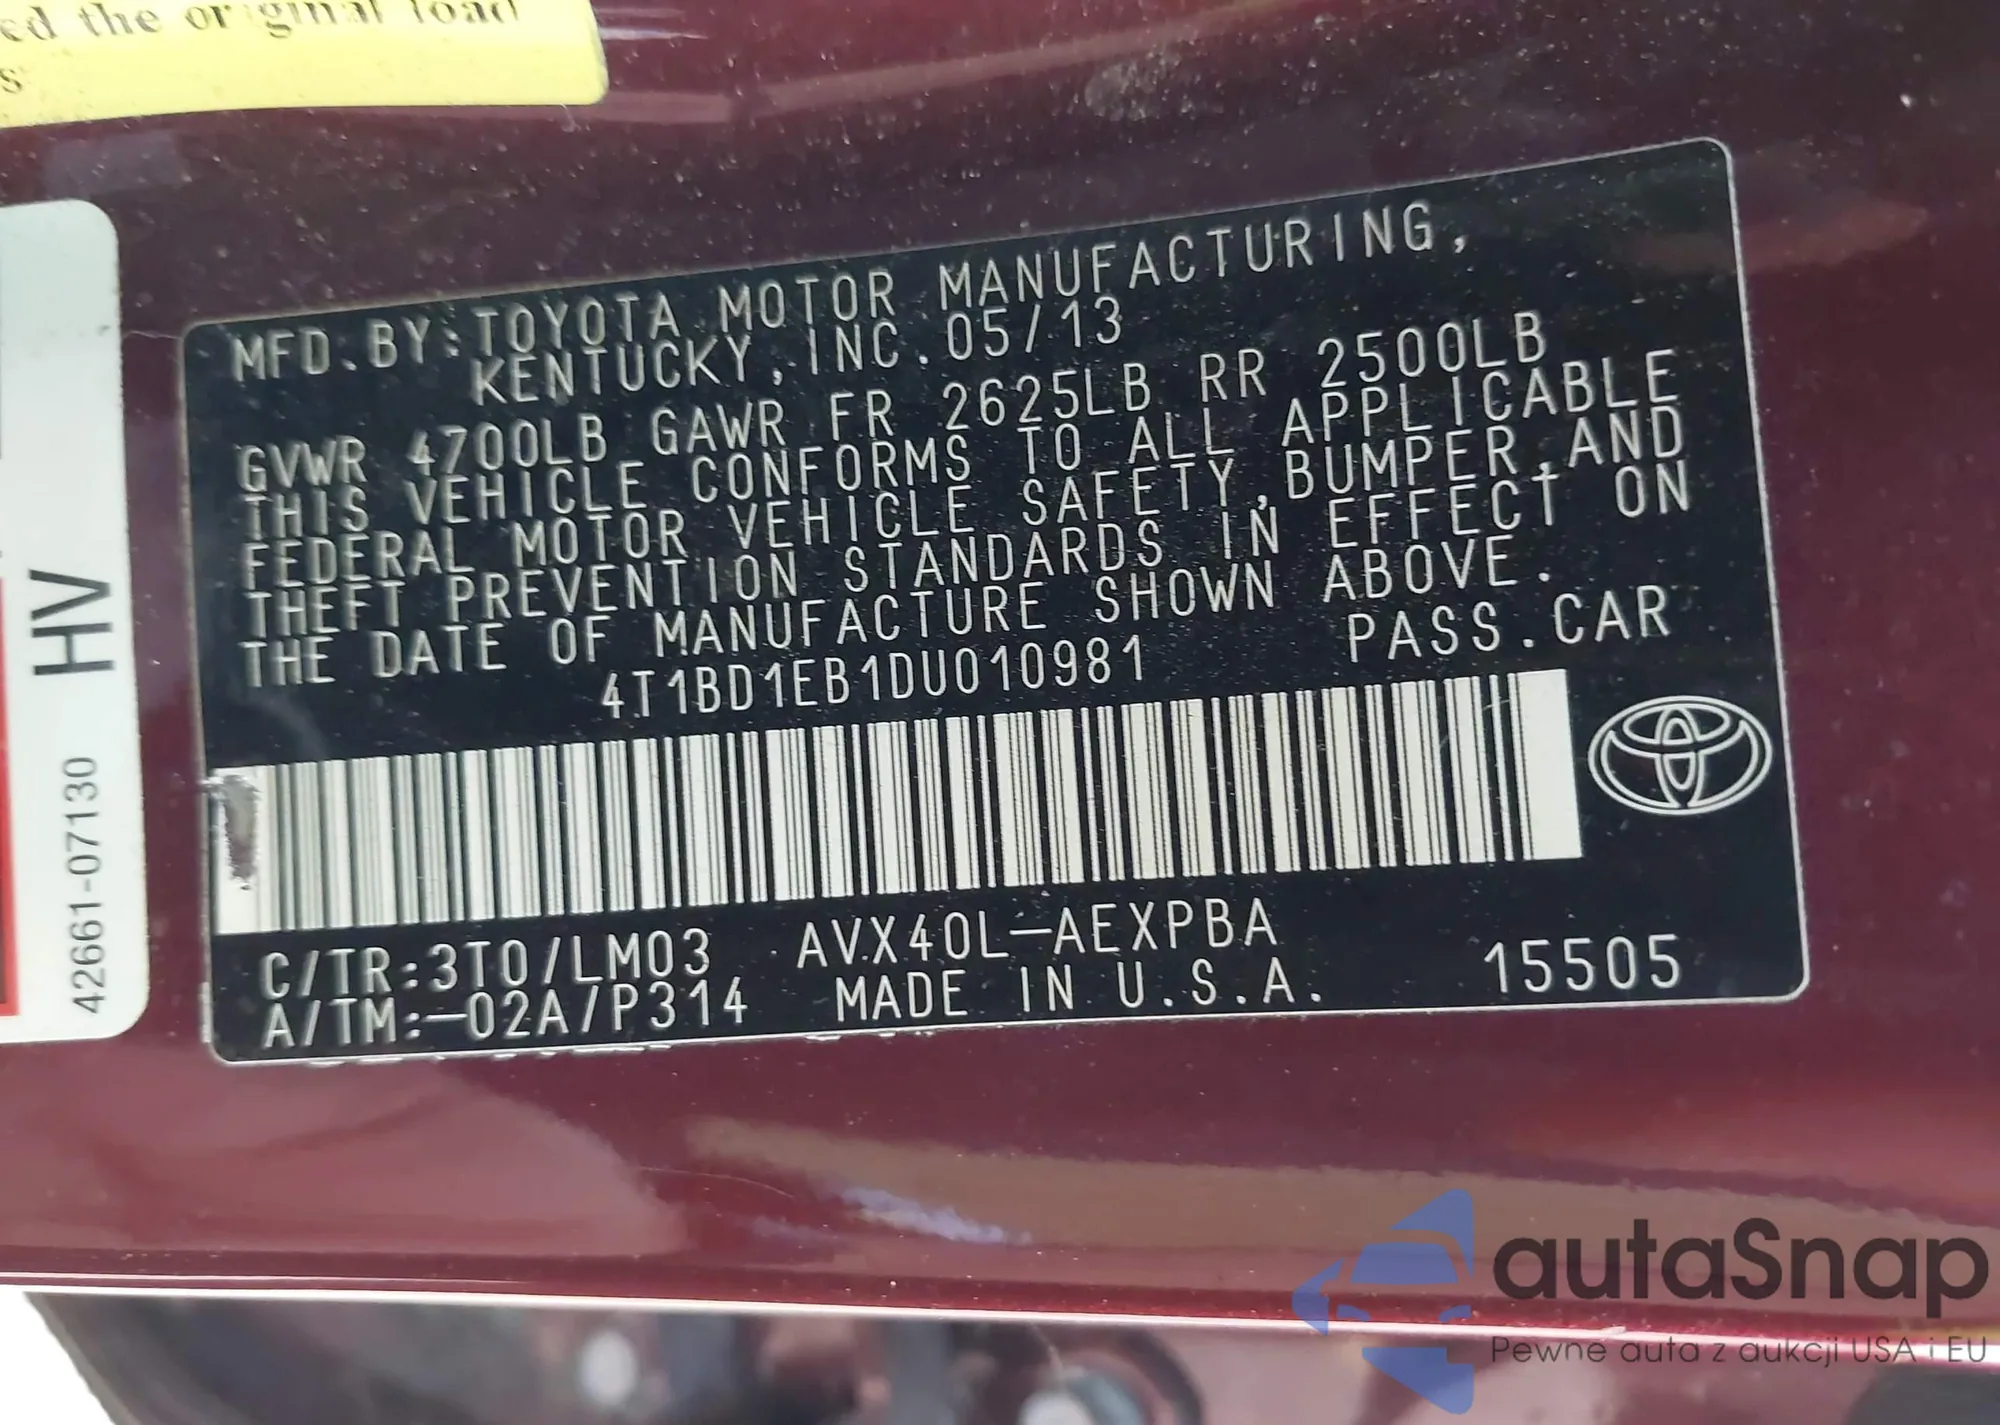 ed the original load
s
HV
42661-07130
MFD.BY:TOYOTA MOTOR MANUFACTURING,
KENTUCKY,INC.05/13
GVWR 4700LB GAWR FR 2625LB RR 2500LB
THIS VEHICLE CONFORMS TO ALL APPLICABLE
FEDERAL MOTOR VEHICLE SAFETY,BUMPER,AND
THEFT PREVENTION STANDARDS IN EFFECT ON
THE DATE OF MANUFACTURE SHOWN ABOVE.
4T1BD1EB1DU010981 PASS.CAR
C/TR:3T0/LM03 AVX40L-AEXPBA
A/TM:-02A/P314 MADE IN U.S.A. 15505
autaSnap
Pewne auta z aukcji USA i EU